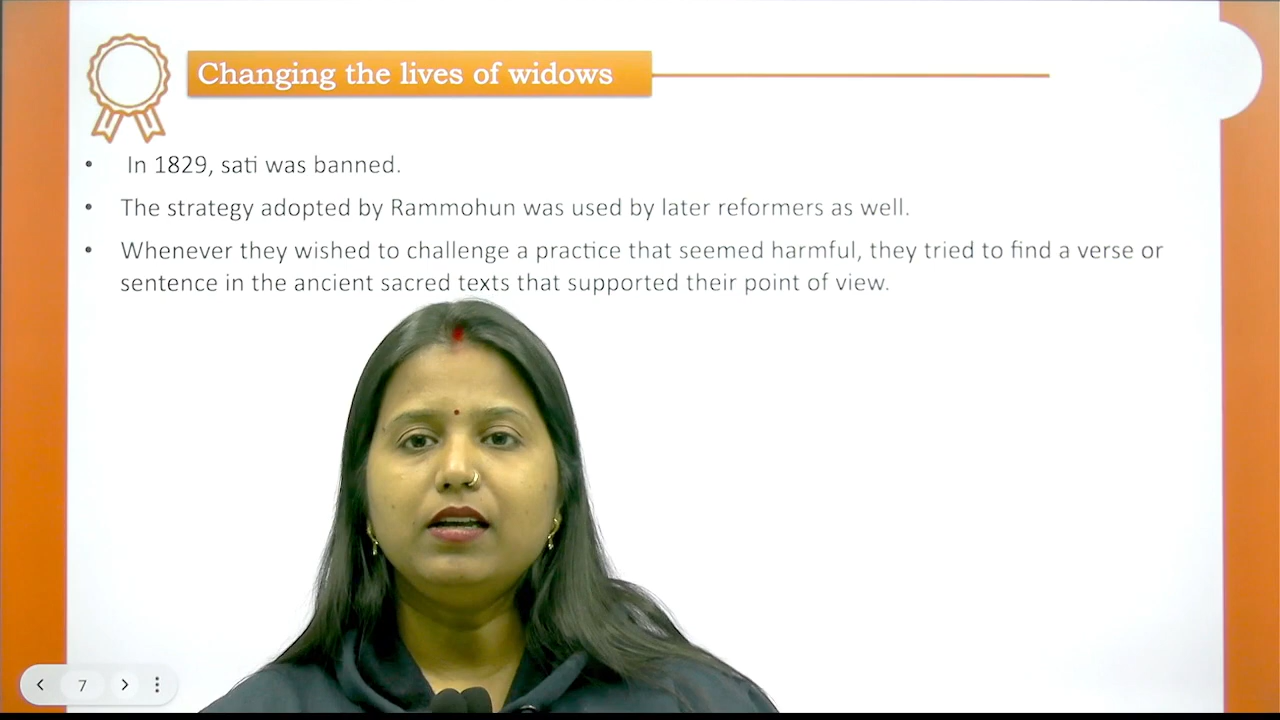 Changing the lives of widows
• In 1829, sati was banned.
• The strategy adopted by Rammohun was used by later reformers as well.
• Whenever they wished to challenge a practice that seemed harmful, they tried to find a verse or
sentence in the ancient sacred texts that supported their point of view.
7